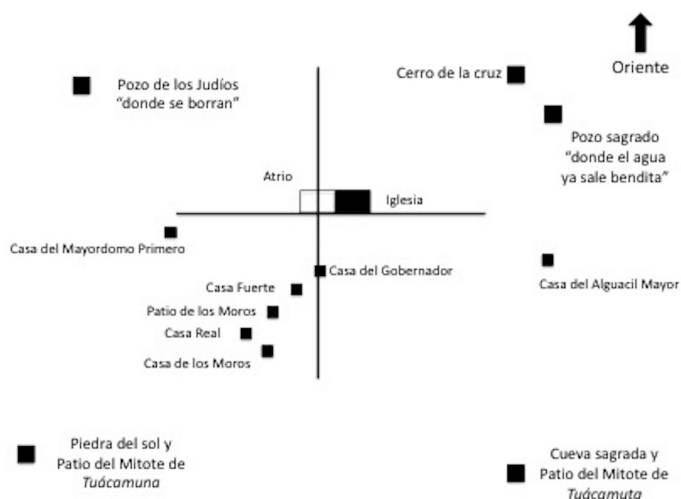 Oriente
Cerro de la cruz
Pozo de los Judíos
“donde se borran”
Pozo sagrado
“donde el agua
ya sale bendita”
Atrio
Iglesia
Casa del Mayordomo Primero
Casa del Gobernador
Casa del Alguacil Mayor
Casa Fuerte
Patio de los Moros
Casa Real
Casa de los Moros
Piedra del sol y
Patio del Mitote de
Tuácamuna
Cueva sagrada y
Patio del Mitote de
Tuácamuta